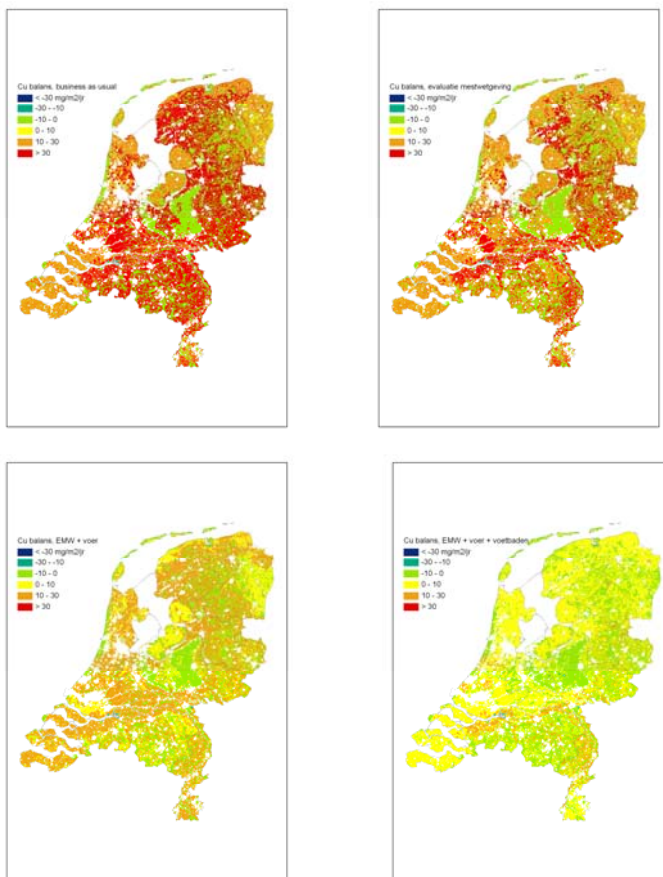 Cu balans, business as usual
< -30 mg/m2/jr
-30 - -10
-10 - 0
0 - 10
10 - 30
> 30
Cu balans, evaluatie mestwetgeving
< -30 mg/m2/jr
-30 - -10
-10 - 0
0 - 10
10 - 30
> 30
Cu balans, EMW + voer
< -30 mg/m2/jr
-30 - -10
-10 - 0
0 - 10
10 - 30
> 30
Cu balans, EMW + voer + voetbaden
< -30 mg/m2/jr
-30 - -10
-10 - 0
0 - 10
10 - 30
> 30